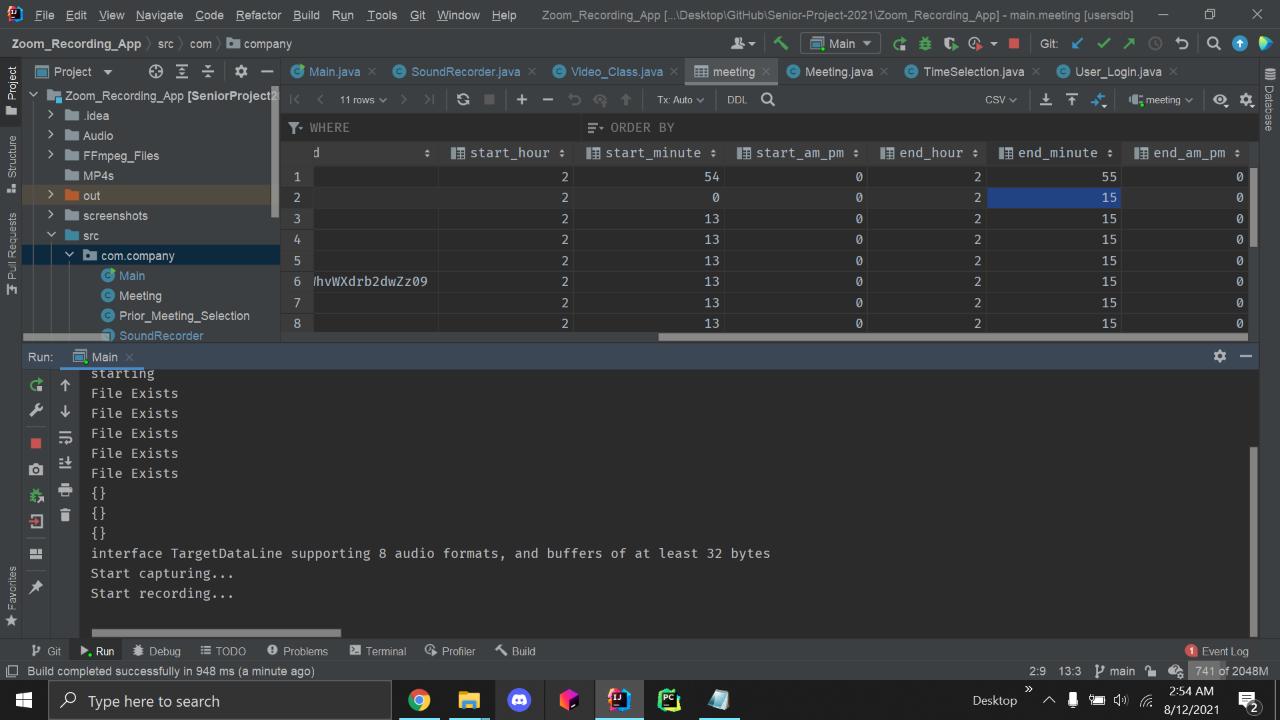 File Edit View Navigate Code Refactor Build Run Tools Git Window Help Zoom_Recording_App [...\Desktop\GitHub\Senior-Project-2021\Zoom_Recording_App] - main.meeting [usersdb]
Zoom_Recording_App src com company Main Git:
Project Main.java SoundRecorder.java Video_Class.java meeting Meeting.java TimeSelection.java User_Login.java
Zoom_Recording_App [SeniorProject2 11 rows Tx: Auto DDL CSV meeting
.idea WHERE ORDER BY
Audio d start_hour start_minute start_am_pm end_hour end_minute end_am_pm
FFmpeg_Files
MP4s 1 2 54 0 2 55 0
out 2 2 0 0 2 15 0
screenshots 3 2 13 0 2 15 0
src 4 2 13 0 2 15 0
com.company 5 2 13 0 2 15 0
Main 6 WhvWXdrb2dwZz09 2 13 0 2 15 0
Meeting 7 2 13 0 2 15 0
Prior_Meeting_Selection 8 2 13 0 2 15 0
SoundRecorder
Project
Structure
Pull Requests
Favorites
Database
Run: Main
starting
File Exists
File Exists
File Exists
File Exists
File Exists
{}
{}
{}
interface TargetDataLine supporting 8 audio formats, and buffers of at least 32 bytes
Start capturing...
Start recording...
Git Run Debug TODO Problems Terminal Profiler Build 1 Event Log
Build completed successfully in 948 ms (a minute ago) 2:9 13:3 main 741 of 2048M
Type here to search Desktop 2:54 AM
8/12/2021 2